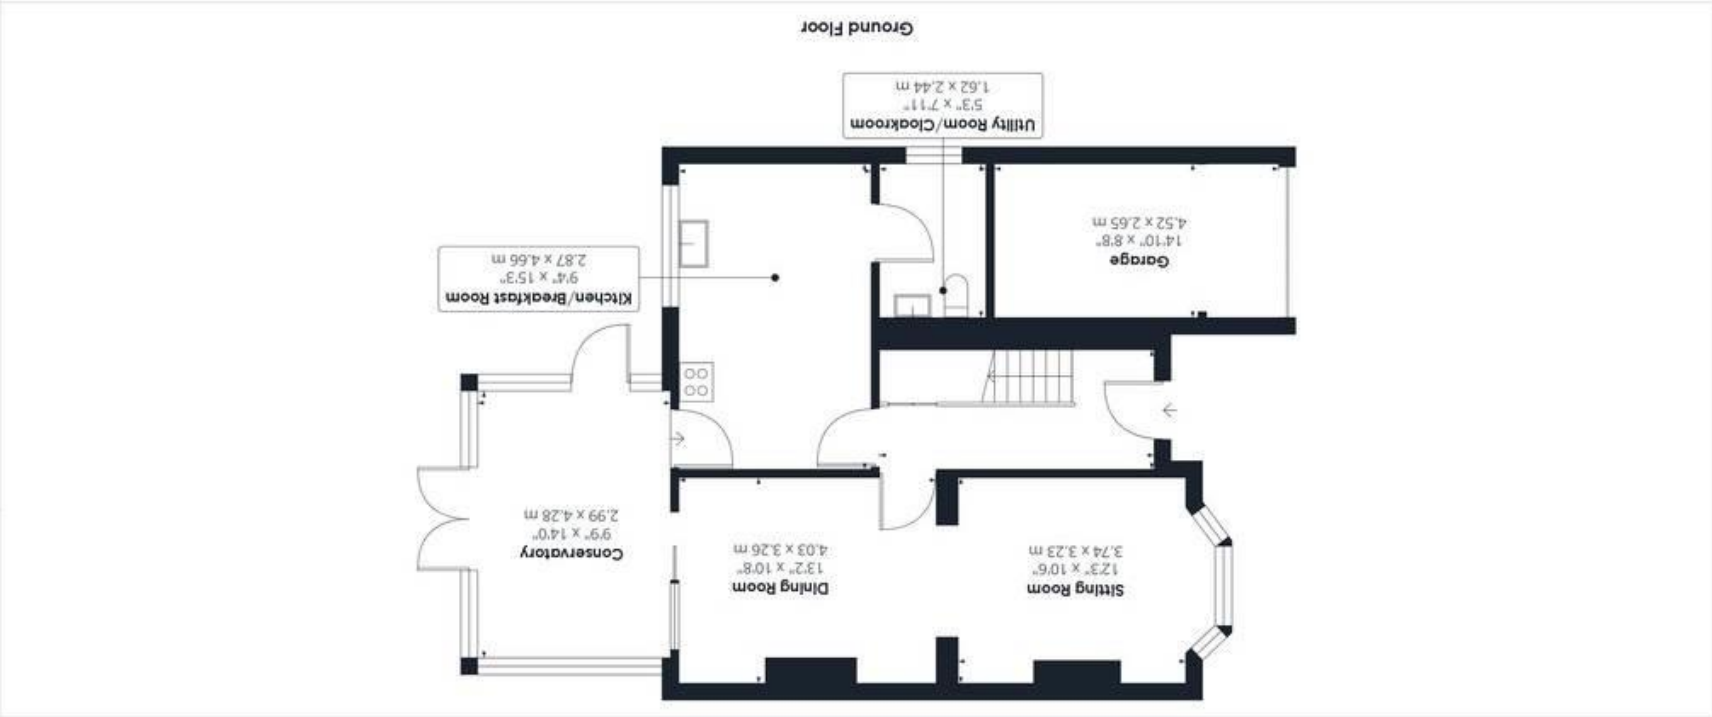 Sitting Room
12'3" x 10'6"
3.74 x 3.23 m
Dining Room
13'2" x 10'8"
4.03 x 3.26 m
Conservatory
9'9" x 14'0"
2.99 x 4.28 m
Kitchen/Breakfast Room
9'4" x 15'3"
2.87 x 4.66 m
Garage
14'10" x 8'8"
4.52 x 2.65 m
Utility Room/Cloakroom
5'3" x 7'11"
1.62 x 2.44 m
Ground Floor